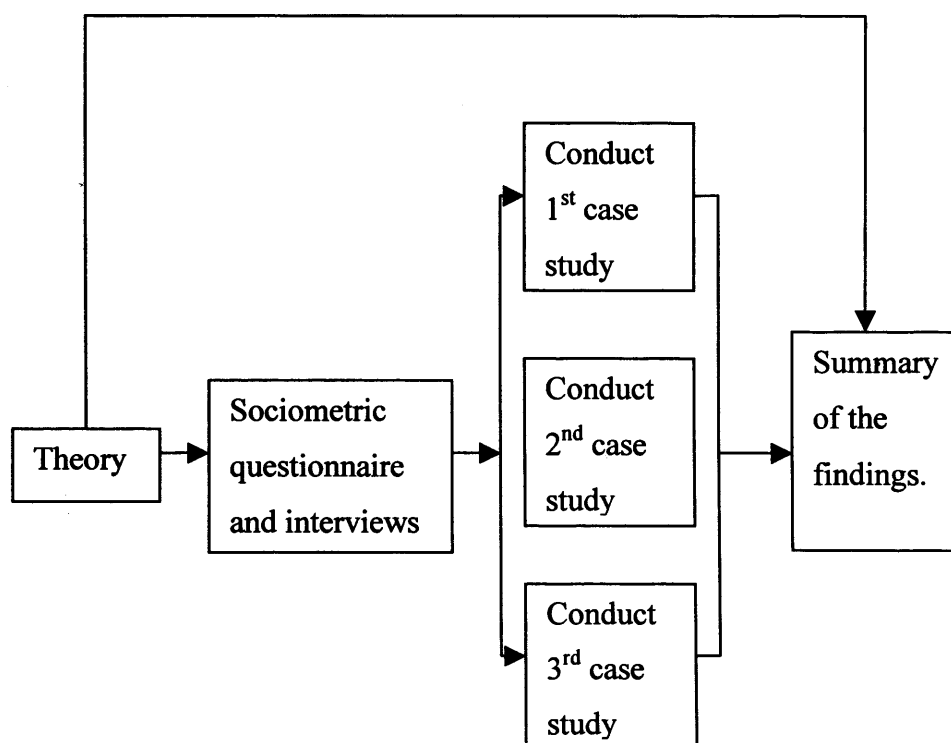 Theory
Sociometric
questionnaire
and interviews
Conduct
1st case
study
Conduct
2nd case
study
Conduct
3rd case
study
Summary
of the
findings.